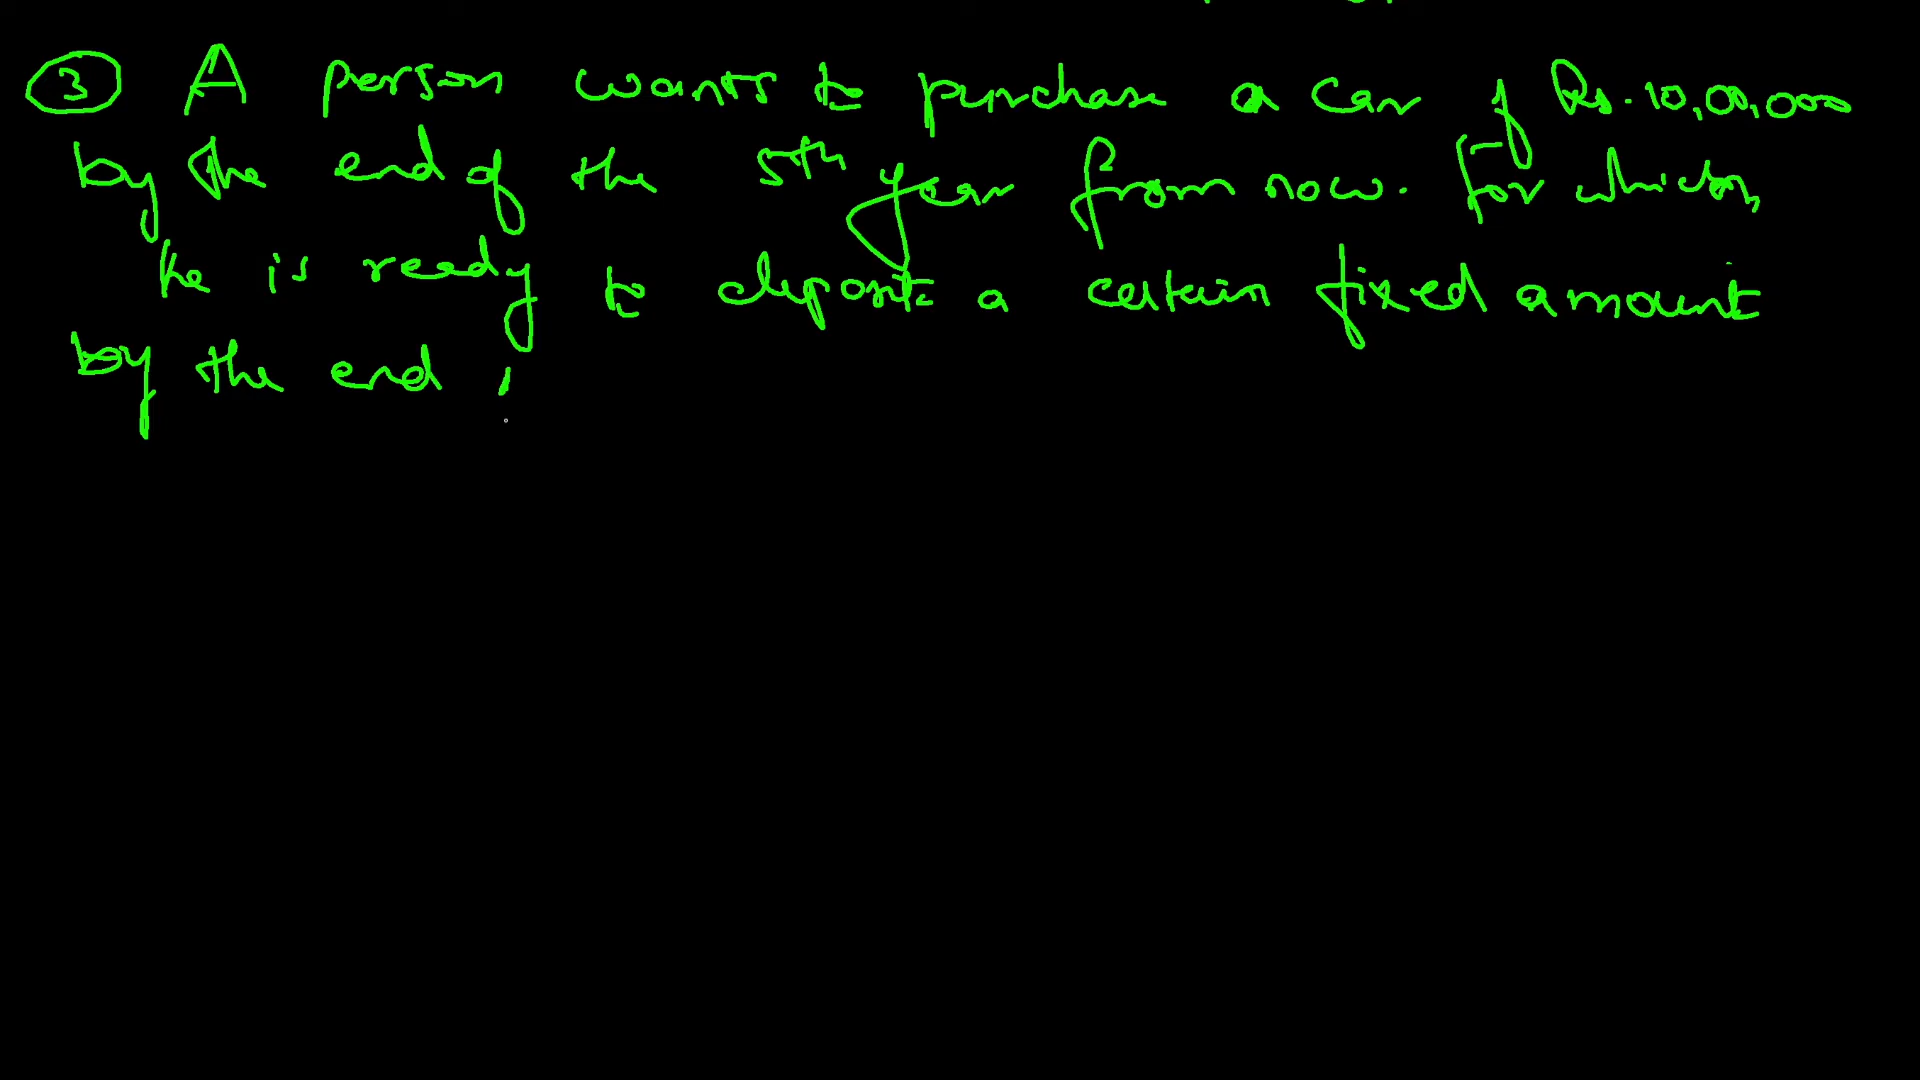 3 A person wants to purchase a car of Rs. 10,00,000
by the end of the 5th year from now. For which,
he is ready to deposit a certain fixed amount
by the end